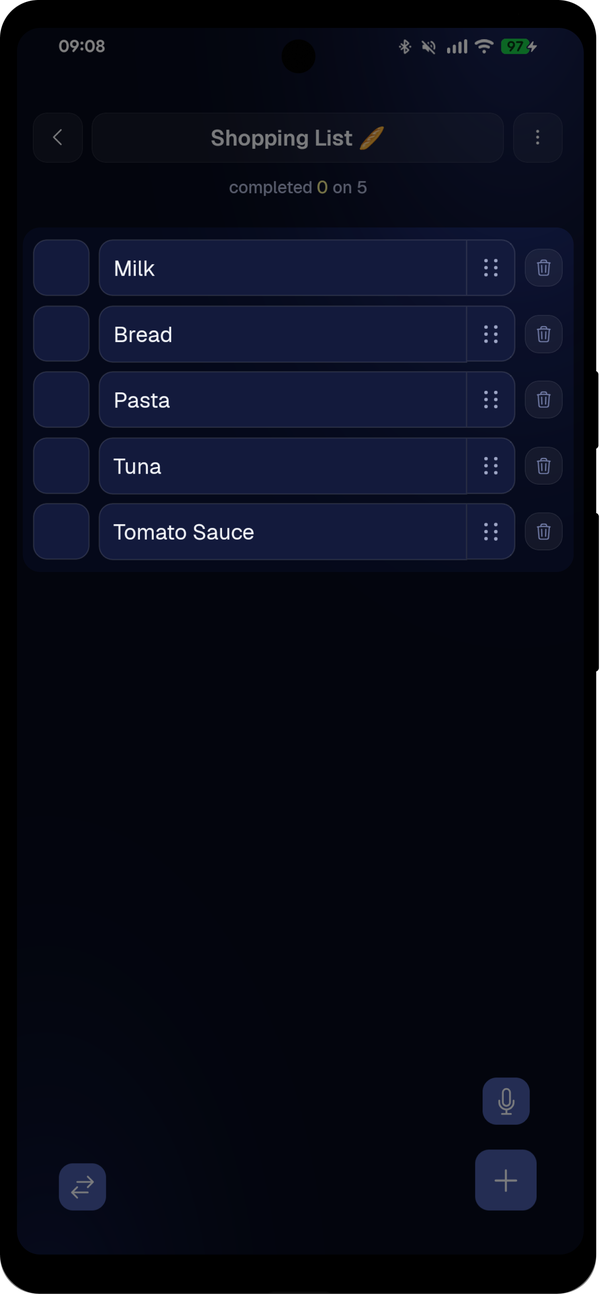 09:08
97
Shopping List 🥖
completed 0 on 5
Milk
Bread
Pasta
Tuna
Tomato Sauce